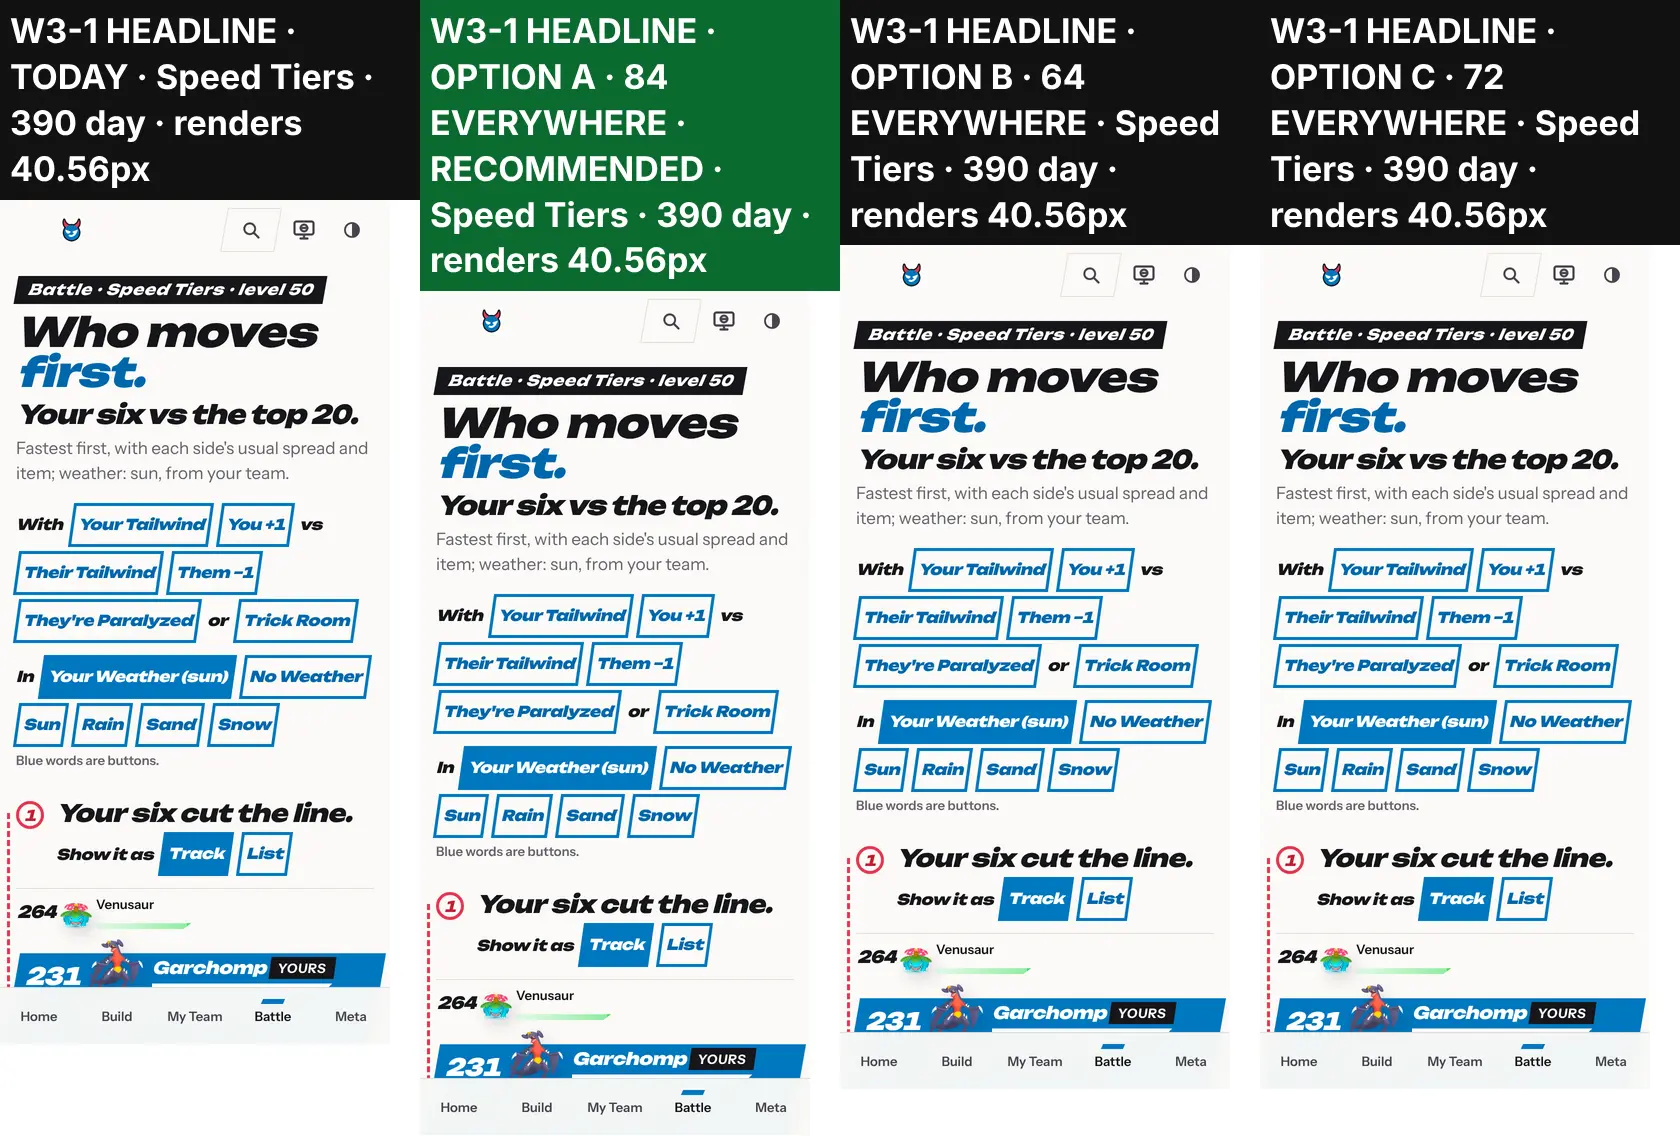 W3-1 HEADLINE ·
TODAY · Speed Tiers ·
390 day · renders
40.56px
Battle · Speed Tiers · level 50
Who moves
first.
Your six vs the top 20.
Fastest first, with each side's usual spread and
item; weather: sun, from your team.
With Your Tailwind You +1 vs
Their Tailwind Them −1
They're Paralyzed or Trick Room
In Your Weather (sun) No Weather
Sun Rain Sand Snow
Blue words are buttons.
1 Your six cut the line.
Show it as Track List
264 Venusaur
231 Garchomp YOURS
Home Build My Team Battle Meta
W3-1 HEADLINE ·
OPTION A · 84
EVERYWHERE ·
RECOMMENDED ·
Speed Tiers · 390 day ·
renders 40.56px
Battle · Speed Tiers · level 50
Who moves
first.
Your six vs the top 20.
Fastest first, with each side's usual spread and
item; weather: sun, from your team.
With Your Tailwind You +1 vs
Their Tailwind Them −1
They're Paralyzed or Trick Room
In Your Weather (sun) No Weather
Sun Rain Sand Snow
Blue words are buttons.
1 Your six cut the line.
Show it as Track List
264 Venusaur
231 Garchomp YOURS
Home Build My Team Battle Meta
W3-1 HEADLINE ·
OPTION B · 64
EVERYWHERE · Speed
Tiers · 390 day ·
renders 40.56px
Battle · Speed Tiers · level 50
Who moves
first.
Your six vs the top 20.
Fastest first, with each side's usual spread and
item; weather: sun, from your team.
With Your Tailwind You +1 vs
Their Tailwind Them −1
They're Paralyzed or Trick Room
In Your Weather (sun) No Weather
Sun Rain Sand Snow
Blue words are buttons.
1 Your six cut the line.
Show it as Track List
264 Venusaur
231 Garchomp YOURS
Home Build My Team Battle Meta
W3-1 HEADLINE ·
OPTION C · 72
EVERYWHERE · Speed
Tiers · 390 day ·
renders 40.56px
Battle · Speed Tiers · level 50
Who moves
first.
Your six vs the top 20.
Fastest first, with each side's usual spread and
item; weather: sun, from your team.
With Your Tailwind You +1 vs
Their Tailwind Them −1
They're Paralyzed or Trick Room
In Your Weather (sun) No Weather
Sun Rain Sand Snow
Blue words are buttons.
1 Your six cut the line.
Show it as Track List
264 Venusaur
231 Garchomp YOURS
Home Build My Team Battle Meta